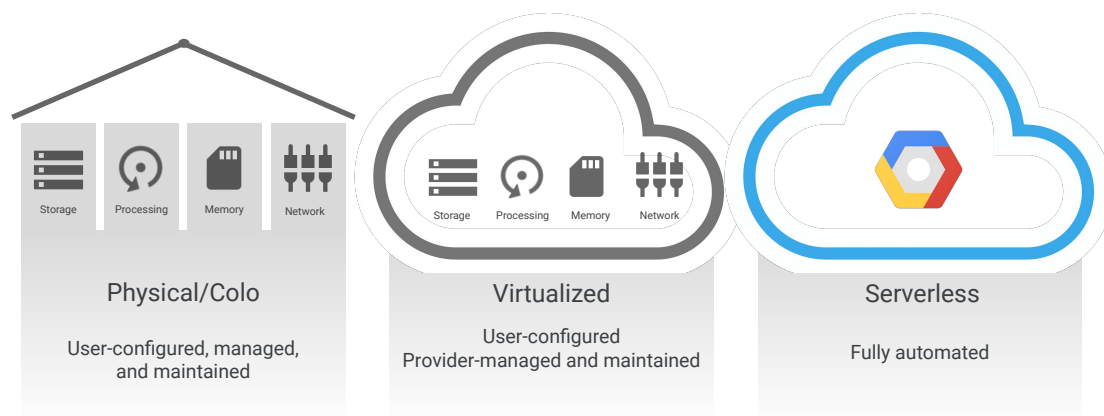 Storage
Processing
Memory
Network
Physical/Colo
User-configured, managed,
and maintained
Storage
Processing
Memory
Network
Virtualized
User-configured
Provider-managed and maintained
Serverless
Fully automated